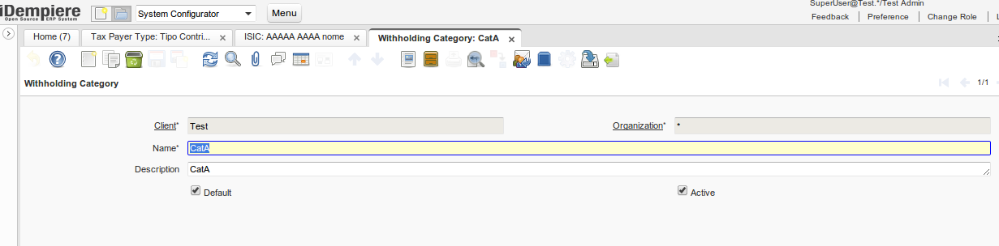 SuperUser@Test.*/Test Admin
iDempiere
Open Source ERP System
System Configurator
Menu
Feedback
Preference
Change Role
Home (7)
Tax Payer Type: Tipo Contri...
ISIC: AAAAA AAAA nome
Withholding Category: CatA
Withholding Category
1/1
Client*
Test
Organization*
*
Name*
CatA
Description
CatA
Default
Active